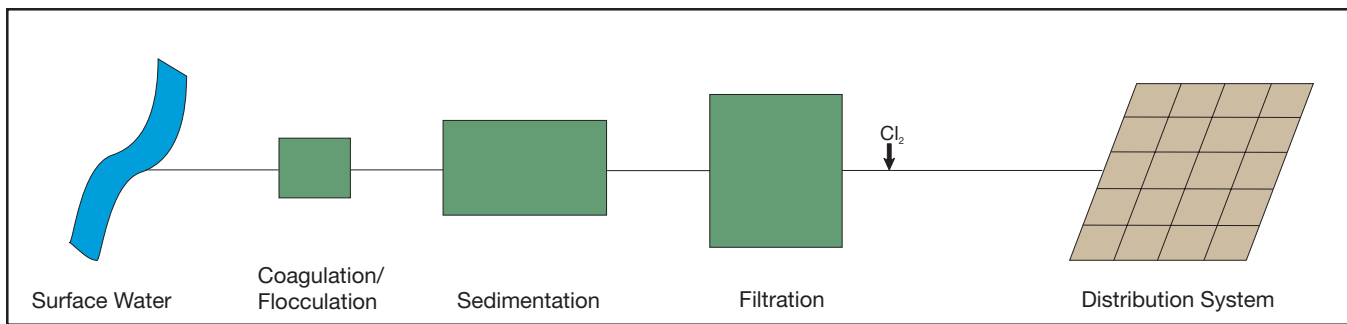 Cl₂
Surface Water
Coagulation/
Flocculation
Sedimentation
Filtration
Distribution System